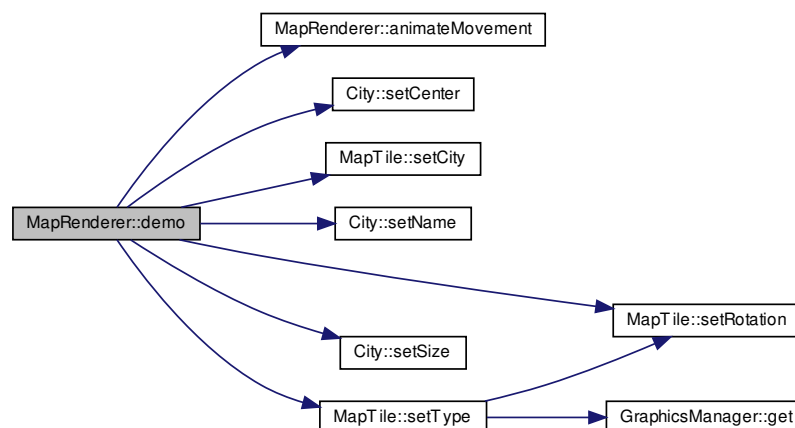 MapRenderer::animateMovement
City::setCenter
MapTile::setCity
MapRenderer::demo
City::setName
MapTile::setRotation
City::setSize
MapTile::setType
GraphicsManager::get